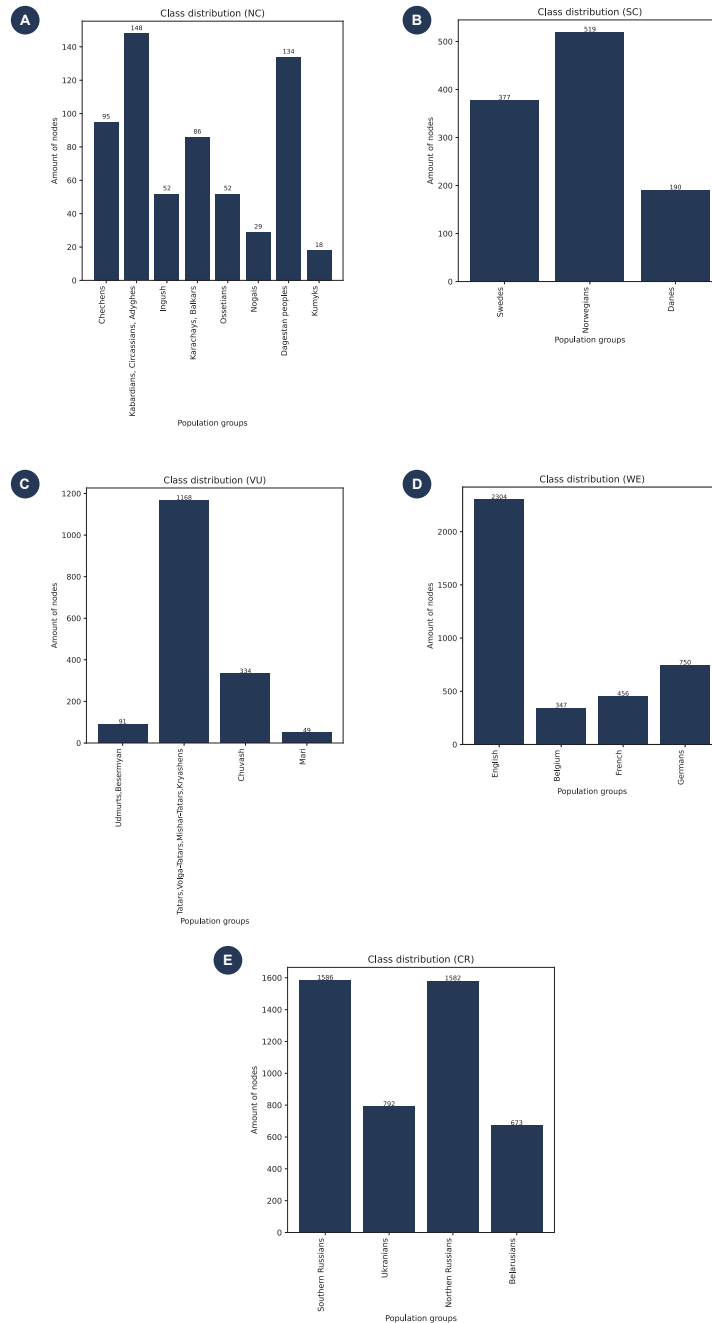 A
Class distribution (NC)
Amount of nodes
0
20
40
60
80
100
120
140
95
148
52
86
52
29
134
18
Chechens
Kabardians, Circassians, Adyghes
Ingush
Karachays, Balkars
Ossetians
Nogais
Dagestan peoples
Kumyks
Population groups
B
Class distribution (SC)
Amount of nodes
0
100
200
300
400
500
377
519
190
Swedes
Norwegians
Danes
Population groups
C
Class distribution (VU)
Amount of nodes
0
200
400
600
800
1000
1200
91
1168
334
49
Udmurts,Besermyan
Tatars,Volga-Tatars,Mishar-Tatars,Kryashens
Chuvash
Mari
Population groups
D
Class distribution (WE)
Amount of nodes
0
500
1000
1500
2000
2304
347
456
750
English
Belgium
French
Germans
Population groups
E
Class distribution (CR)
Amount of nodes
0
200
400
600
800
1000
1200
1400
1600
1586
792
1582
673
Southern Russians
Ukranians
Northen Russians
Belarusians
Population groups